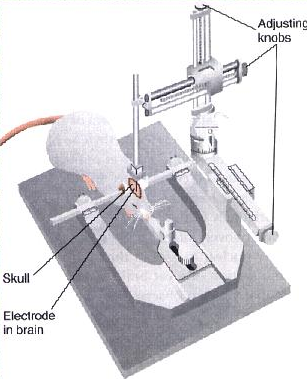 Adjusting
knobs
Skull
Electrode
in brain